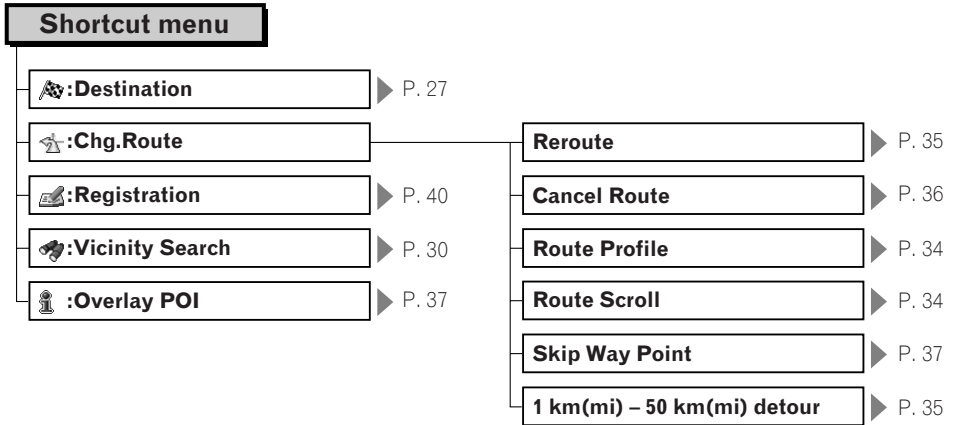 Shortcut menu
:Destination P. 27
:Chg.Route
:Registration P. 40
:Vicinity Search P. 30
:Overlay POI P. 37
Reroute P. 35
Cancel Route P. 36
Route Profile P. 34
Route Scroll P. 34
Skip Way Point P. 37
1 km(mi) – 50 km(mi) detour P. 35